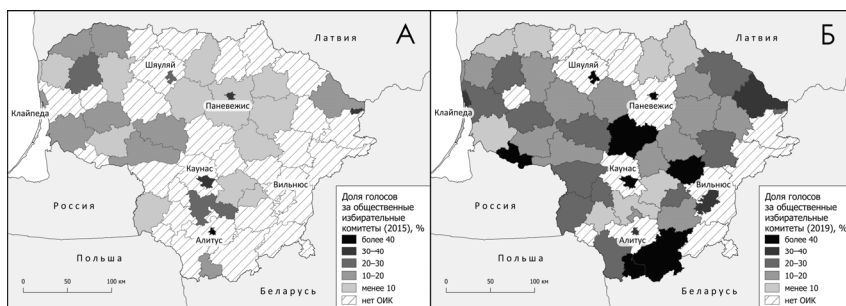 А
Латвия
Шяуляй
Паневежис
Клайпеда
Каунас
Вильнюс
Алитус
Россия
Польша
Беларусь
Доля голосов
за общественные
избирательные
комитеты (2015), %
более 40
30–40
20–30
10–20
менее 10
нет ОИК
0 50 100 км
Б
Латвия
Шяуляй
Паневежис
Клайпеда
Каунас
Вильнюс
Алитус
Россия
Польша
Беларусь
Доля голосов
за общественные
избирательные
комитеты (2019), %
более 40
30–40
20–30
10–20
менее 10
нет ОИК
0 50 100 км